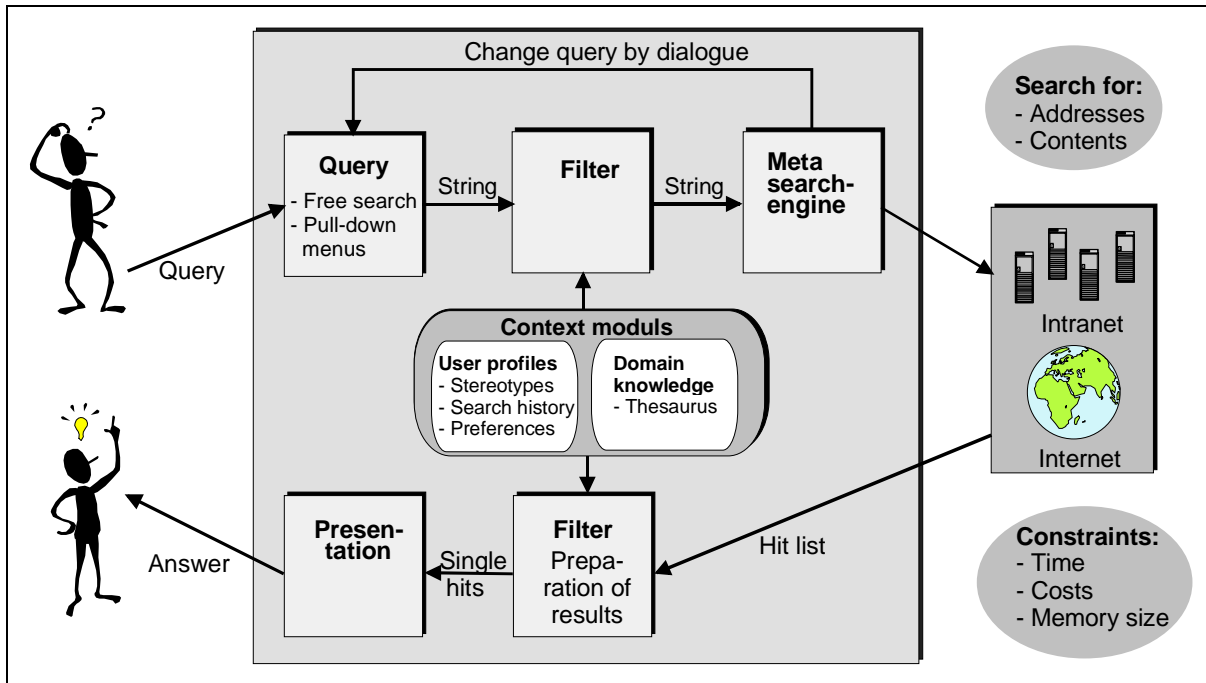 Change query by dialogue
?
Query
- Free search
- Pull-down
menus
String
Filter
String
Meta
search-
engine
Search for:
- Addresses
- Contents
Query
Context moduls
User profiles
- Stereotypes
- Search history
- Preferences
Domain
knowledge
- Thesaurus
Intranet
Internet
Answer
Presen-
tation
Single
hits
Filter
Prepa-
ration of
results
Hit list
Constraints:
- Time
- Costs
- Memory size